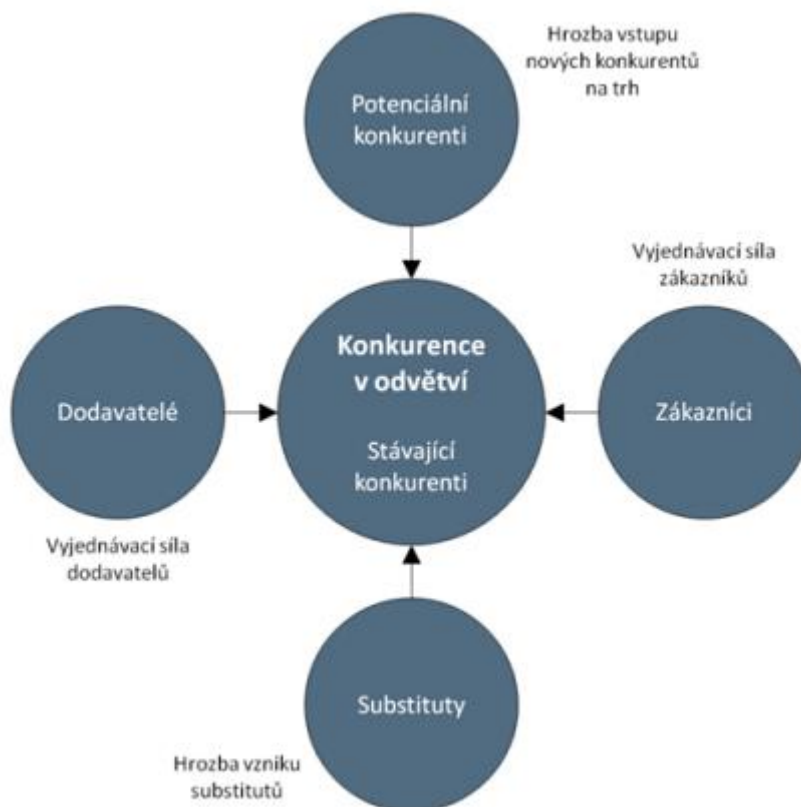 Hrozba vstupu
nových konkurentů
na trh
Potenciální
konkurenti
Vyjednávací síla
zákazníků
Konkurence
v odvětví
Stávající
konkurenti
Dodavatelé
Zákazníci
Vyjednávací síla
dodavatelů
Substituty
Hrozba vzniku
substitutů